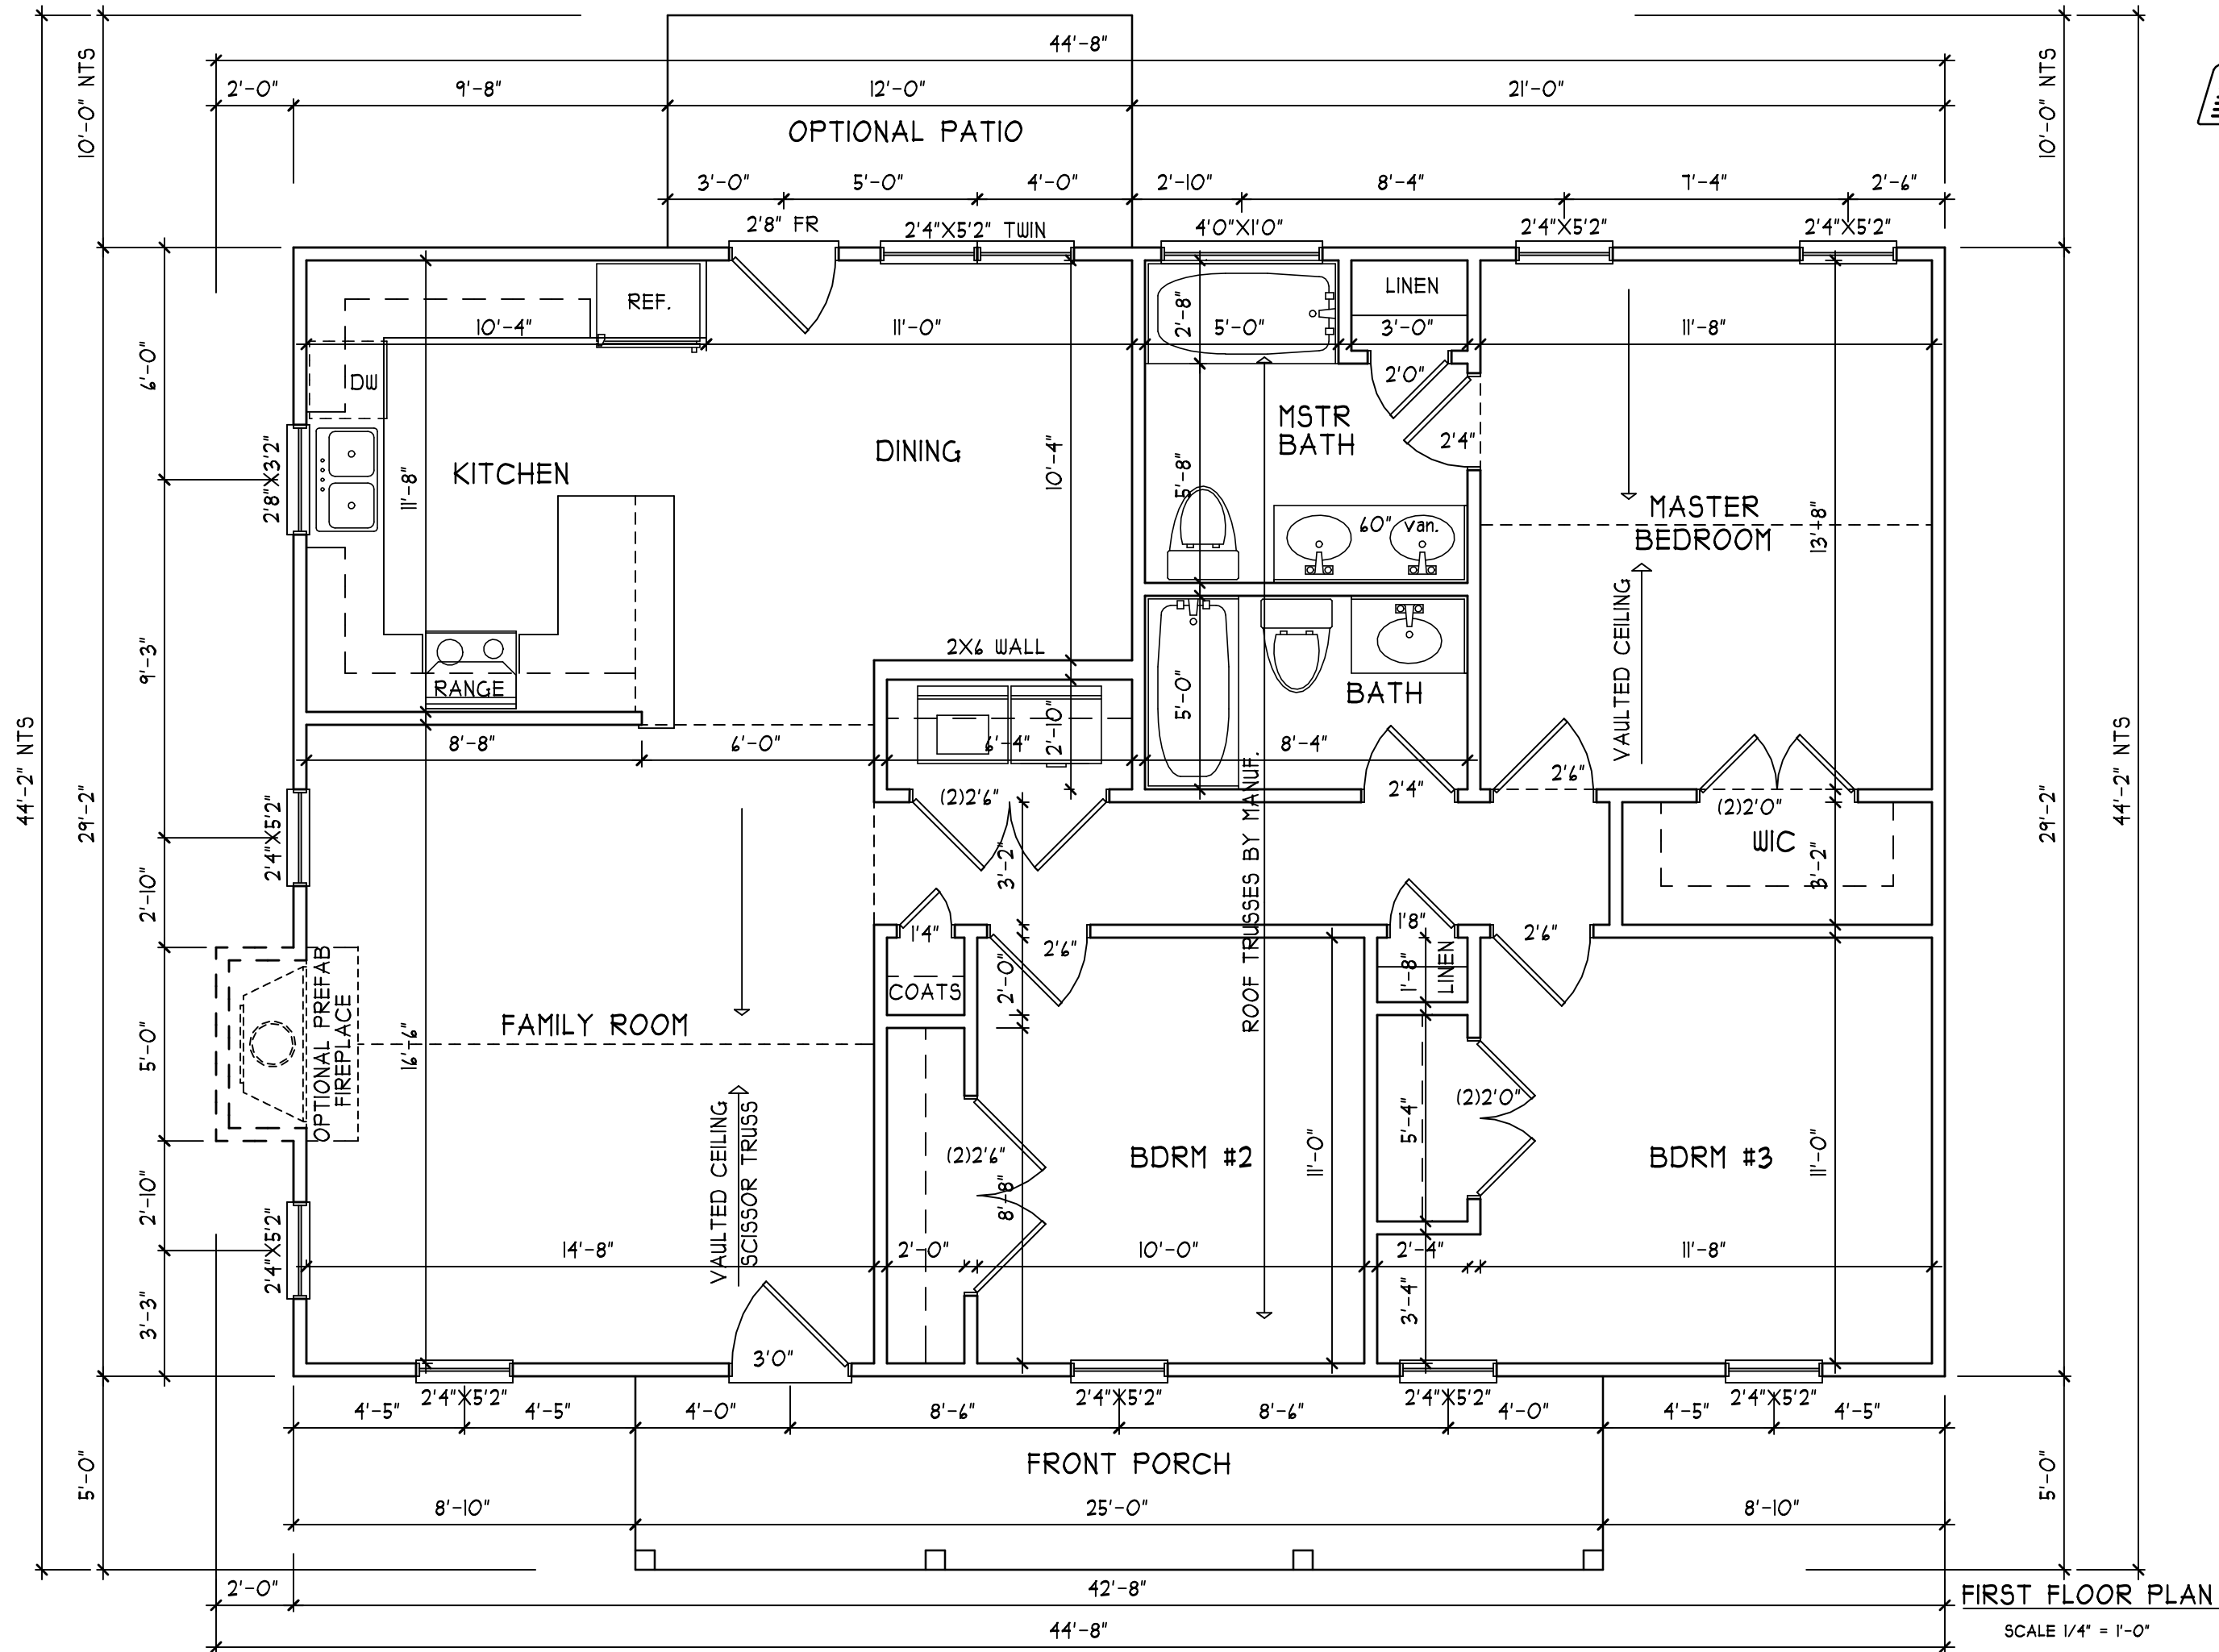 44'-8"
2'-0" 9'-8" 12'-0" 21'-0"
10'-0" NTS
10'-0" NTS
OPTIONAL PATIO
3'-0" 5'-0" 4'-0" 2'-10" 8'-4" 7'-4" 2'-6"
2'8" FR
2'4"X5'2" TWIN
4'0"X1'0"
2'4"X5'2"
2'4"X5'2"
REF.
LINEN
10'-4" 11'-0" 5'-0" 3'-0" 11'-8"
2'-8"
6'-0"
DW
2'0"
MSTR
BATH
2'4"
KITCHEN
DINING
11'-8"
10'-4"
5'-8"
2'8"X3'2"
60" Van.
MASTER
BEDROOM
13'-8"
VAULTED CEILING
9'-3"
2X6 WALL
RANGE
BATH
5'-0"
2'-10"
8'-8" 6'-0" 6'-4" 8'-4"
44'-2" NTS
29'-2"
29'-2"
44'-2" NTS
2'4"X5'2"
(2)2'6"
2'4"
2'6"
(2)2'0"
WIC
3'-2"
3'-2"
ROOF TRUSSES BY MANUF.
2'-10"
1'4"
2'6"
1'8"
2'6"
COATS
2'-0"
1'-8"
LINEN
OPTIONAL PREFAB
FIREPLACE
5'-0"
FAMILY ROOM
16'-6"
VAULTED CEILING
SCISSOR TRUSS
(2)2'6"
8'-8"
BDRM #2
11'-0"
5'-4"
(2)2'0"
BDRM #3
11'-0"
2'-10"
2'4"X5'2"
14'-8" 2'-0" 10'-0" 2'-4" 11'-8"
3'-3"
3'-4"
3'0"
2'4"X5'2"
2'4"X5'2"
2'4"X5'2"
2'4"X5'2"
4'-5" 4'-5" 4'-0" 8'-6" 8'-6" 4'-0" 4'-5" 4'-5"
FRONT PORCH
5'-0"
5'-0"
8'-10" 25'-0" 8'-10"
2'-0" 42'-8"
44'-8"
FIRST FLOOR PLAN
SCALE 1/4" = 1'-0"